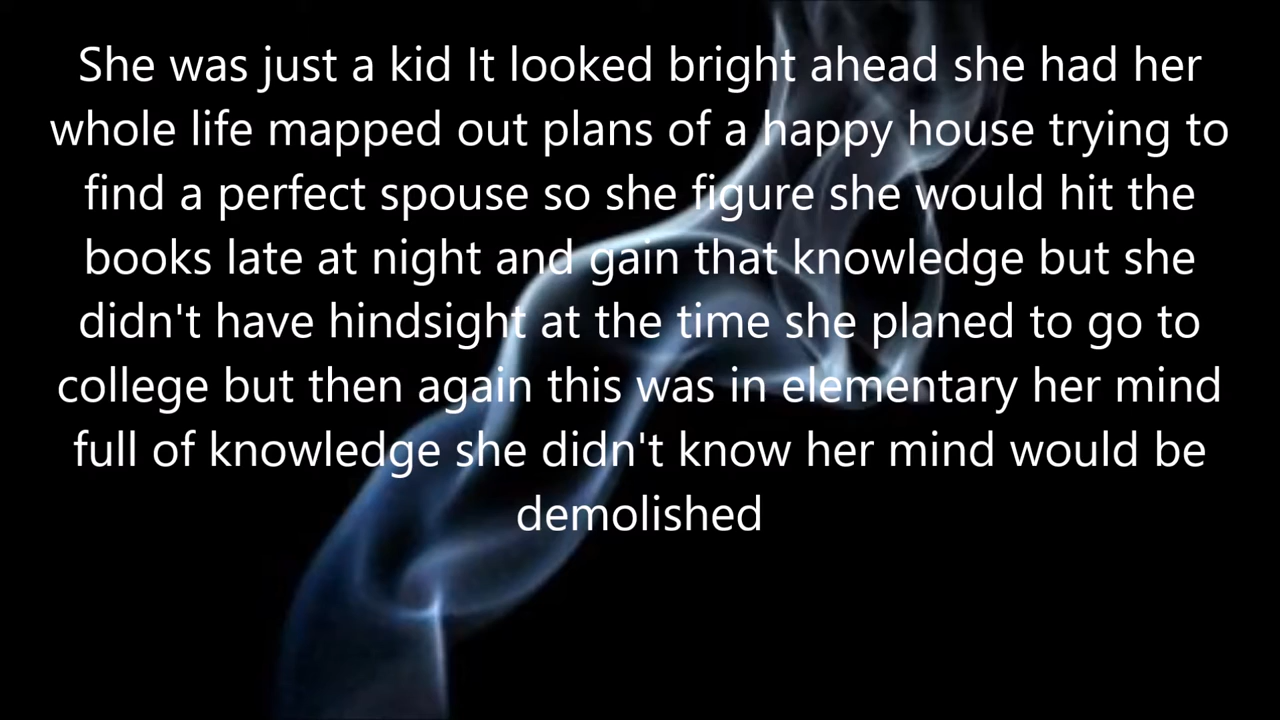 She was just a kid It looked bright ahead she had her
whole life mapped out plans of a happy house trying to
find a perfect spouse so she figure she would hit the
books late at night and gain that knowledge but she
didn't have hindsight at the time she planed to go to
college but then again this was in elementary her mind
full of knowledge she didn't know her mind would be
demolished